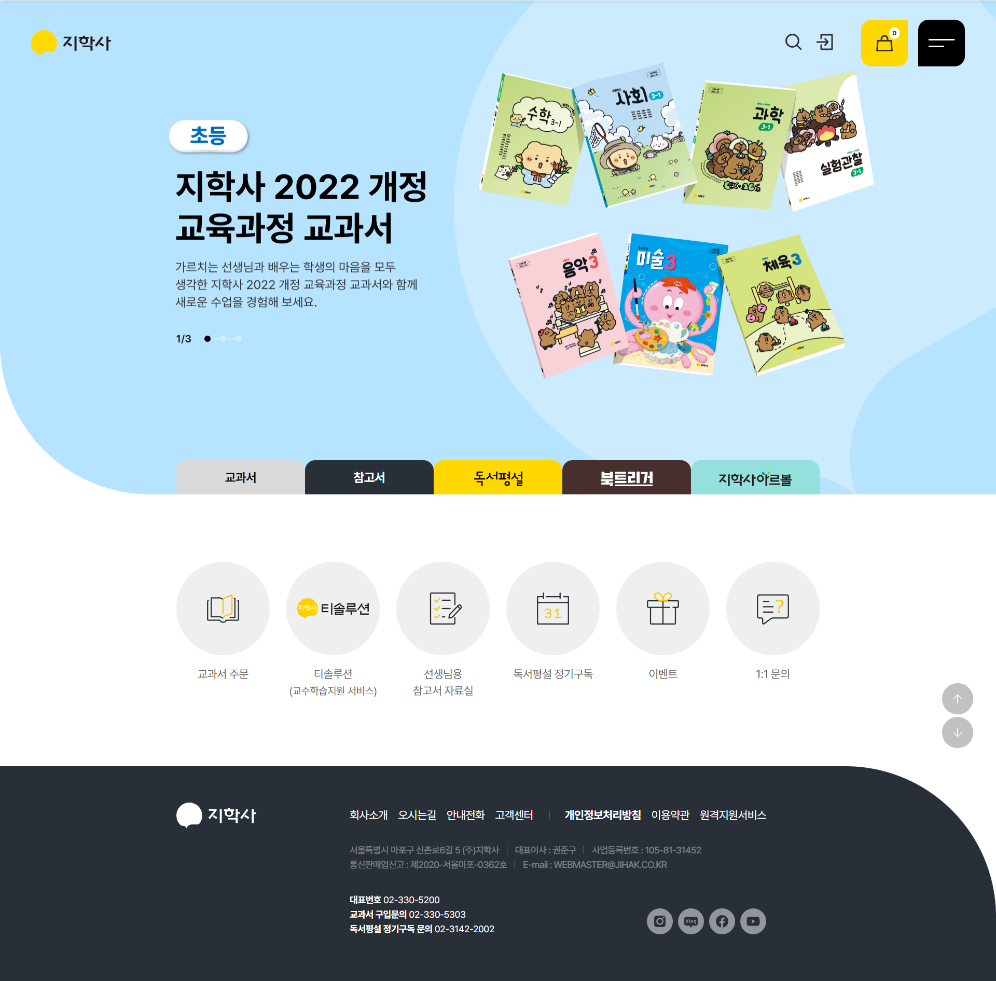 지학사
0
초등
지학사 2022 개정
교육과정 교과서
가르치는 선생님과 배우는 학생의 마음을 모두
생각한 지학사 2022 개정 교육과정 교과서와 함께
새로운 수업을 경험해 보세요.
1/3
수학 3-1
사회 3-1
과학
3-1
실험관찰
3-1
음악3
미술3
체육3
교과서
참고서
독서평설
북트리거
지학사아르볼
지학사 티솔루션
31
?
교과서 주문
티솔루션
(교수학습지원 서비스)
선생님용
참고서 자료실
독서평설 정기구독
이벤트
1:1 문의
지학사
회사소개 오시는길 안내전화 고객센터 | 개인정보처리방침 이용약관 원격지원서비스
서울특별시 마포구 신촌로6길 5 (주)지학사 | 대표이사 : 권준구 | 사업등록번호 : 105-81-31452
통신판매업신고 : 제2020-서울마포-0362호 | E-mail : WEBMASTER@JIHAK.CO.KR
대표번호 02-330-5200
교과서 구입문의 02-330-5303
독서평설 정기구독 문의 02-3142-2002
blog